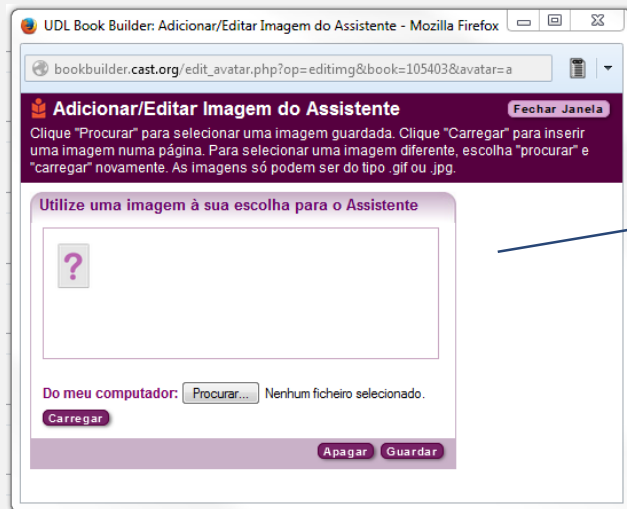 UDL Book Builder: Adicionar/Editar Imagem do Assistente - Mozilla Firefox
bookbuilder.cast.org/edit_avatar.php?op=editimg&book=105403&avatar=a
Adicionar/Editar Imagem do Assistente
Fechar Janela
Clique "Procurar" para selecionar uma imagem guardada. Clique "Carregar" para inserir
uma imagem numa página. Para selecionar uma imagem diferente, escolha "procurar" e
"carregar" novamente. As imagens só podem ser do tipo .gif ou .jpg.
Utilize uma imagem à sua escolha para o Assistente
?
Do meu computador: Procurar... Nenhum ficheiro selecionado.
Carregar
Apagar Guardar